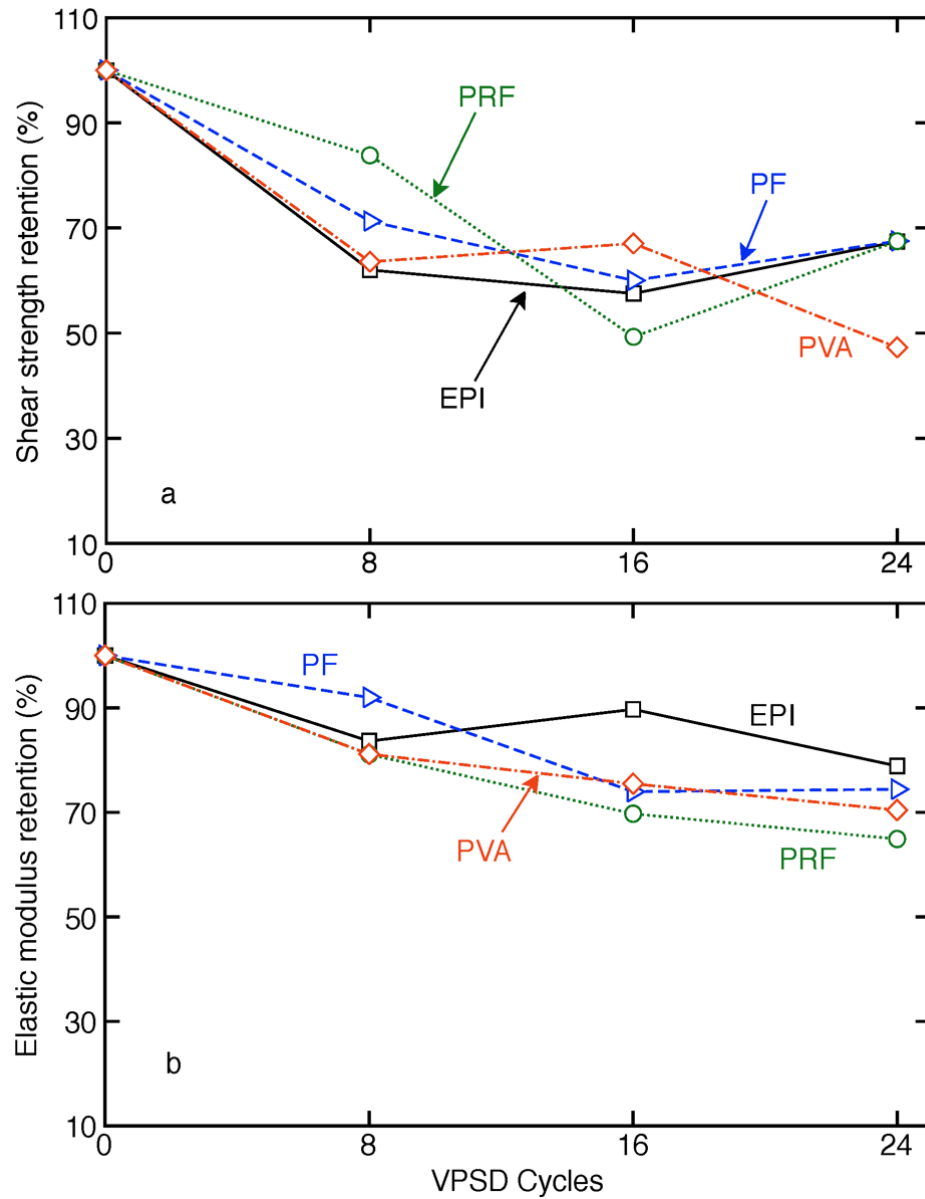 110
90
70
50
30
10
Shear strength retention (%)
PRF
PF
EPI
PVA
a
0 8 16 24
110
90
70
50
30
10
Elastic modulus retention (%)
PF
EPI
PVA
PRF
b
0 8 16 24
VPSD Cycles